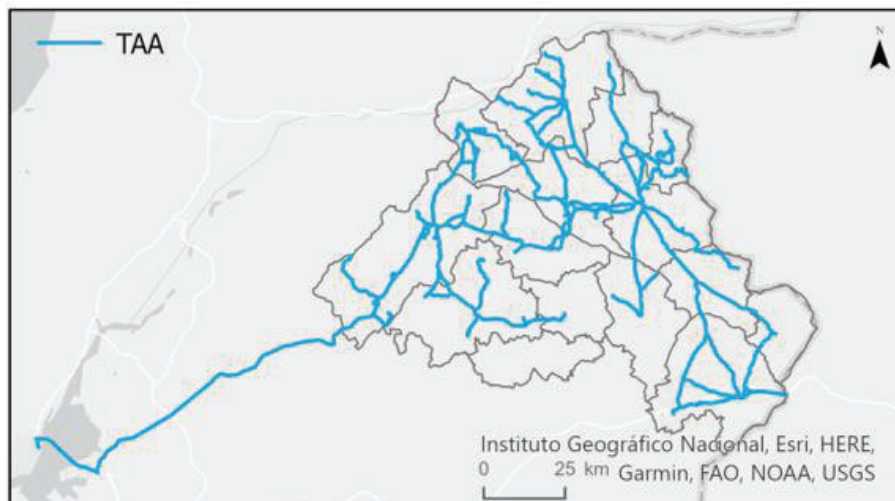 TAA
N
Instituto Geográfico Nacional, Esri, HERE,
0 25 km
Garmin, FAO, NOAA, USGS